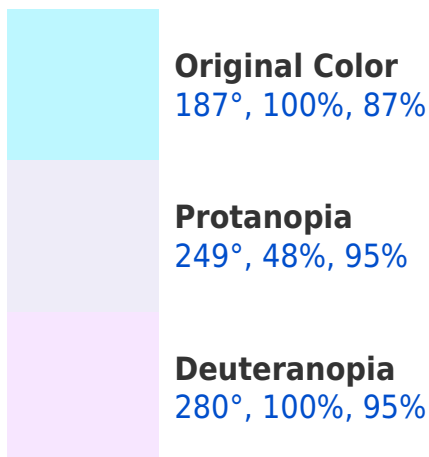 Original Color
187°, 100%, 87%
Protanopia
249°, 48%, 95%
Deuteranopia
280°, 100%, 95%